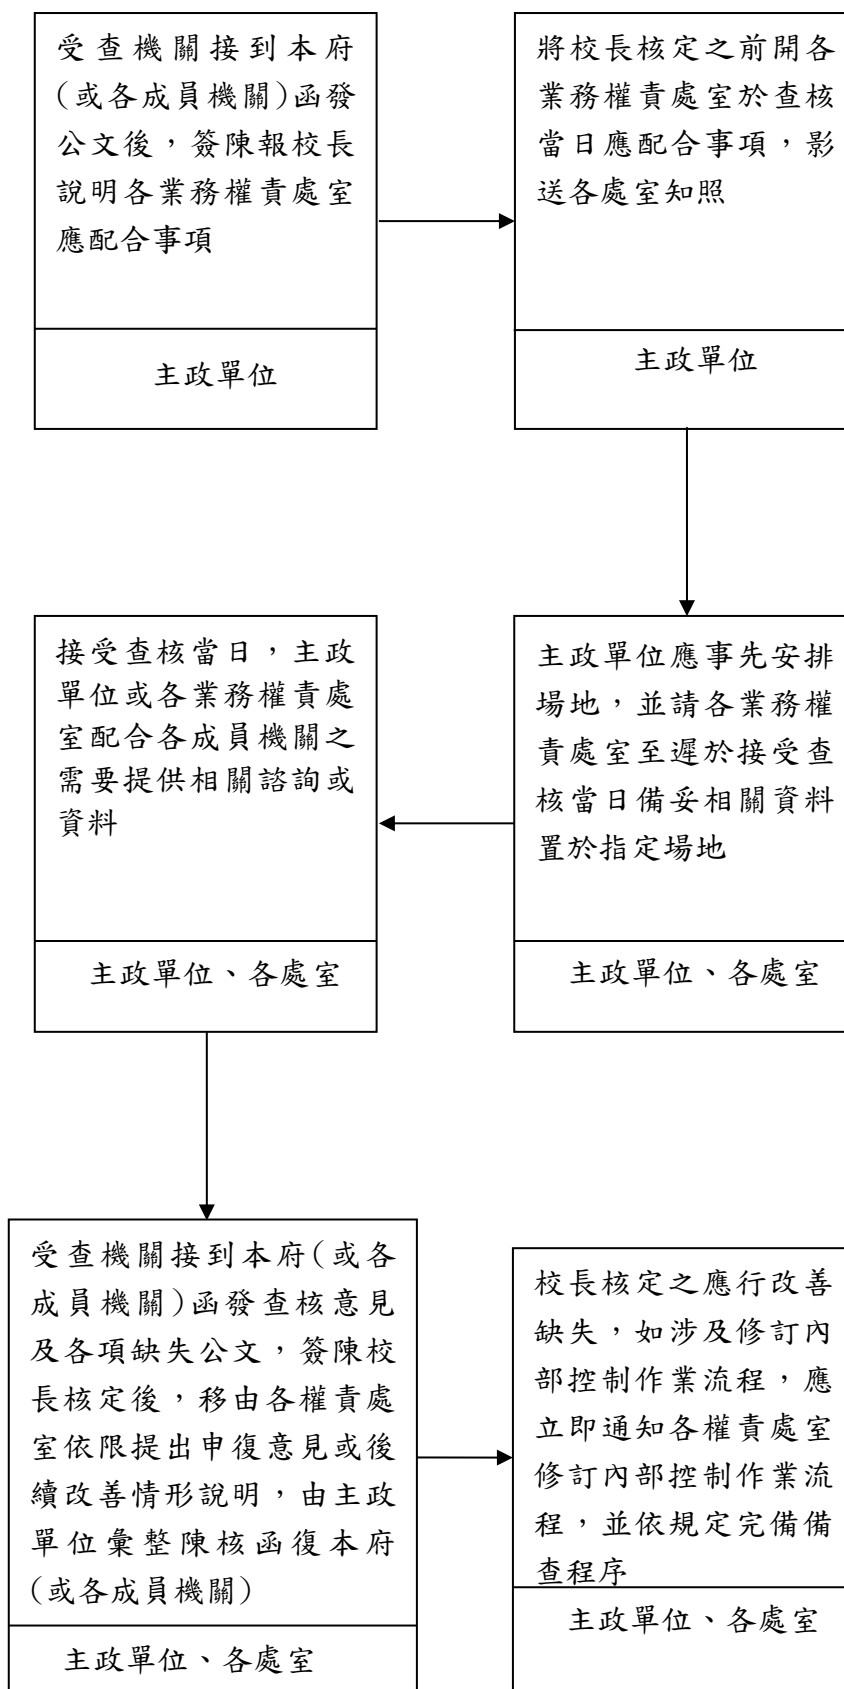 受查機關接到本府
(或各成員機關)函發
公文後，簽陳報校長
說明各業務權責處室
應配合事項
主政單位
將校長核定之前開各
業務權責處室於查核
當日應配合事項，影
送各處室知照
主政單位
主政單位應事先安排
場地，並請各業務權
責處室至遲於接受查
核當日備妥相關資料
置於指定場地
主政單位、各處室
接受查核當日，主政
單位或各業務權責處
室配合各成員機關之
需要提供相關諮詢或
資料
主政單位、各處室
受查機關接到本府(或各
成員機關)函發查核意見
及各項缺失公文，簽陳校
長核定後，移由各權責處
室依限提出申復意見或後
續改善情形說明，由主政
單位彙整陳核函復本府
(或各成員機關)
主政單位、各處室
校長核定之應行改善
缺失，如涉及修訂內
部控制作業流程，應
立即通知各權責處室
修訂內部控制作業流
程，並依規定完備備
查程序
主政單位、各處室